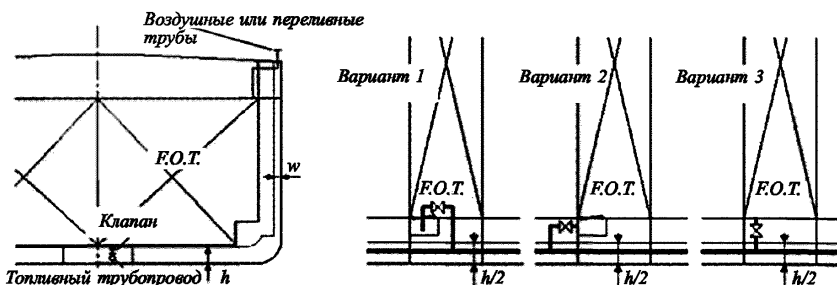 Воздушные или переливные
трубы
Вариант 1
Вариант 2
Вариант 3
F.O.T.
w
F.O.T.
F.O.T.
F.O.T.
Клапан
Топливный трубопровод
h
h/2
h/2
h/2